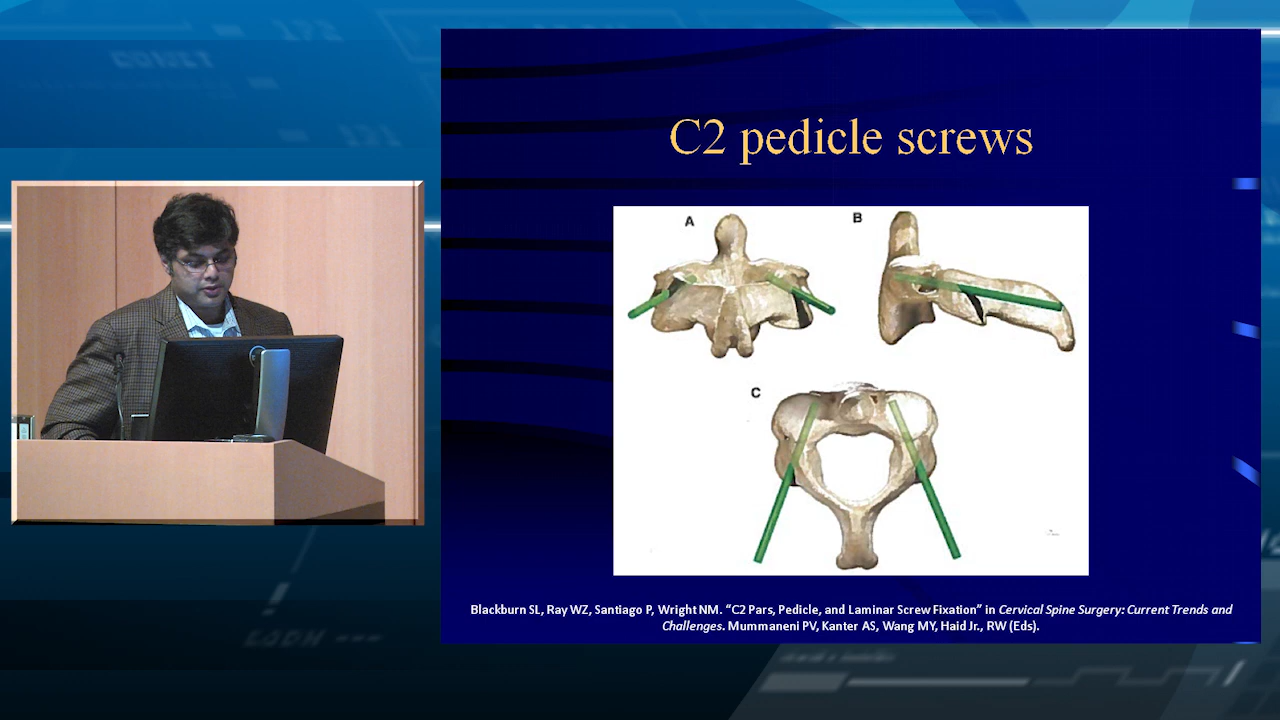 C2 pedicle screws
A
B
C
Blackburn SL, Ray WZ, Santiago P, Wright NM. “C2 Pars, Pedicle, and Laminar Screw Fixation” in Cervical Spine Surgery: Current Trends and
Challenges. Mummaneni PV, Kanter AS, Wang MY, Haid Jr., RW (Eds).